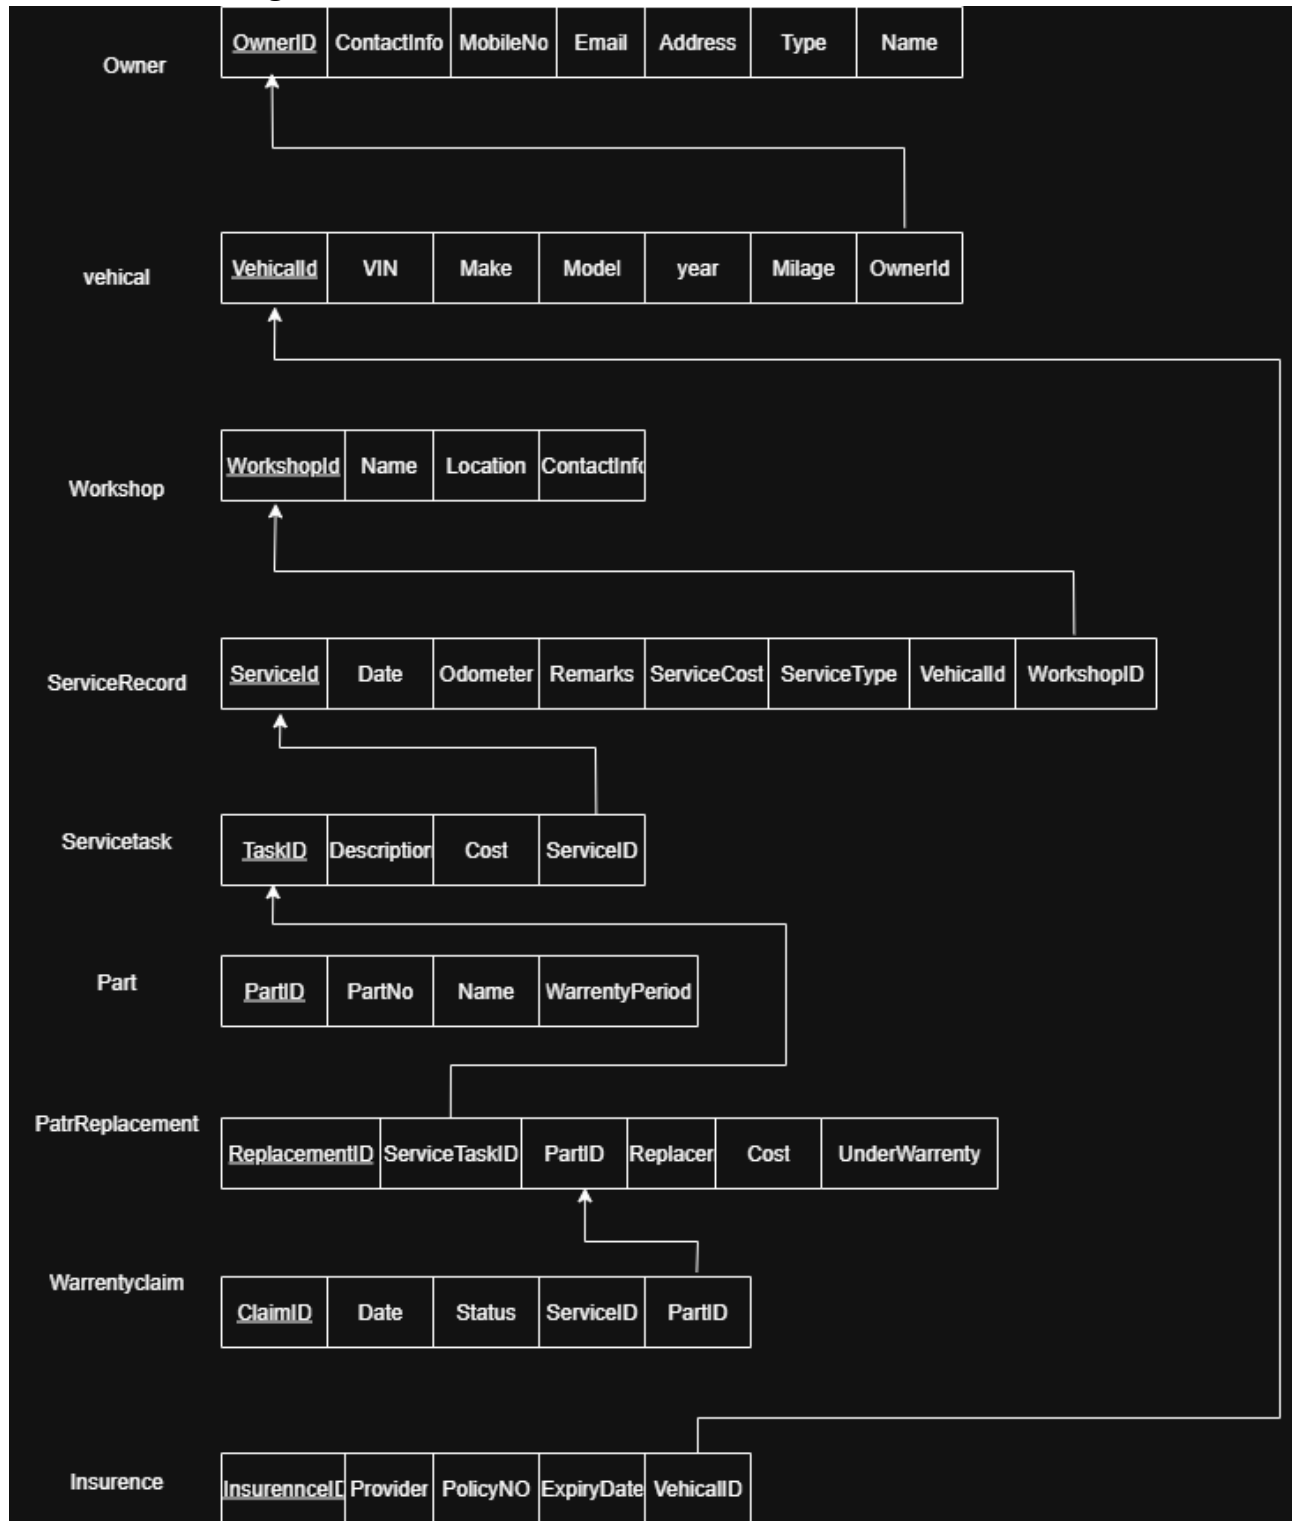 Owner
OwnerID ContactInfo MobileNo Email Address Type Name
vehical
VehicalId VIN Make Model year Milage OwnerId
Workshop
WorkshopId Name Location ContactInfo
ServiceRecord
ServiceId Date Odometer Remarks ServiceCost ServiceType VehicalId WorkshopID
Servicetask
TaskID Description Cost ServiceID
Part
PartID PartNo Name WarrentyPeriod
PatrReplacement
ReplacementID ServiceTaskID PartID Replacer Cost UnderWarrenty
Warrentyclaim
ClaimID Date Status ServiceID PartID
Insurence
InsurennceID Provider PolicyNO ExpiryDate VehicalID